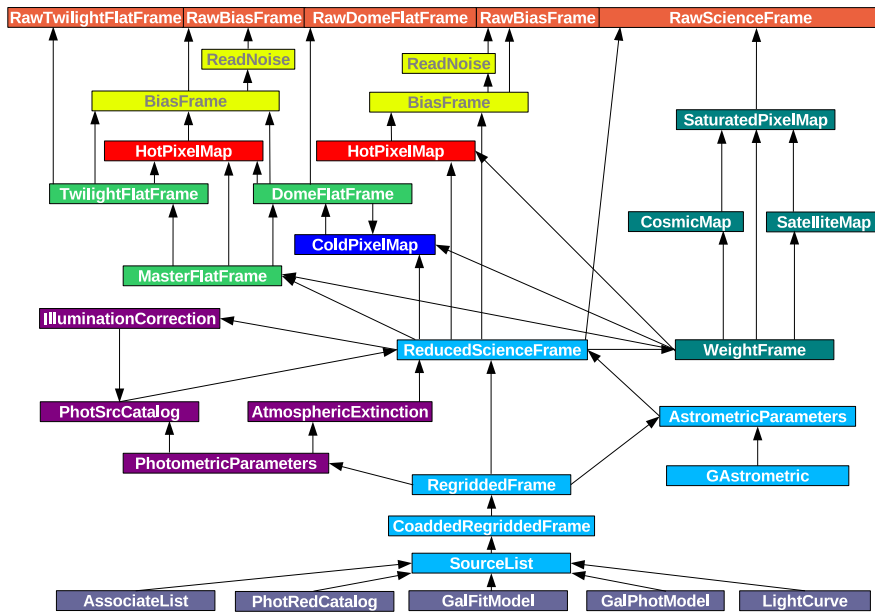 RawTwilightFlatFrame
RawBiasFrame
RawDomeFlatFrame
RawBiasFrame
RawScienceFrame
ReadNoise
ReadNoise
BiasFrame
BiasFrame
SaturatedPixelMap
HotPixelMap
HotPixelMap
TwilightFlatFrame
DomeFlatFrame
CosmicMap
SatelliteMap
ColdPixelMap
MasterFlatFrame
IlluminationCorrection
ReducedScienceFrame
WeightFrame
PhotSrcCatalog
AtmosphericExtinction
AstrometricParameters
PhotometricParameters
GAstrometric
RegriddedFrame
CoaddedRegriddedFrame
SourceList
AssociateList
PhotRedCatalog
GalFitModel
GalPhotModel
LightCurve